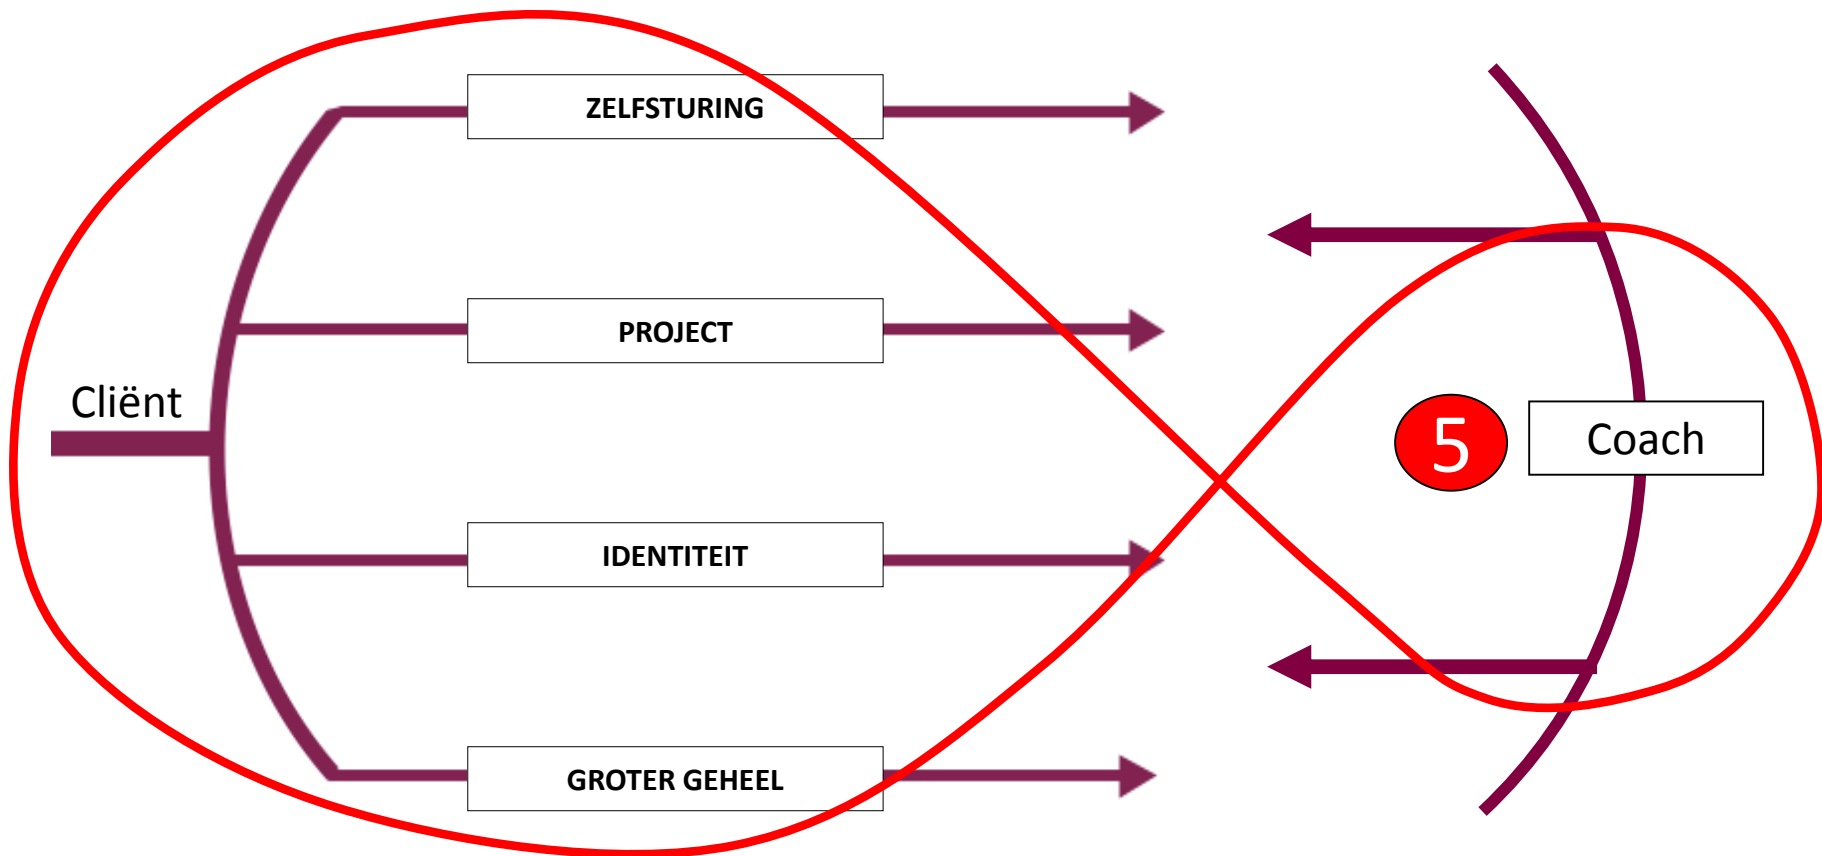 ZELFSTURING
PROJECT
Cliënt
5
Coach
IDENTITEIT
GROTER GEHEEL